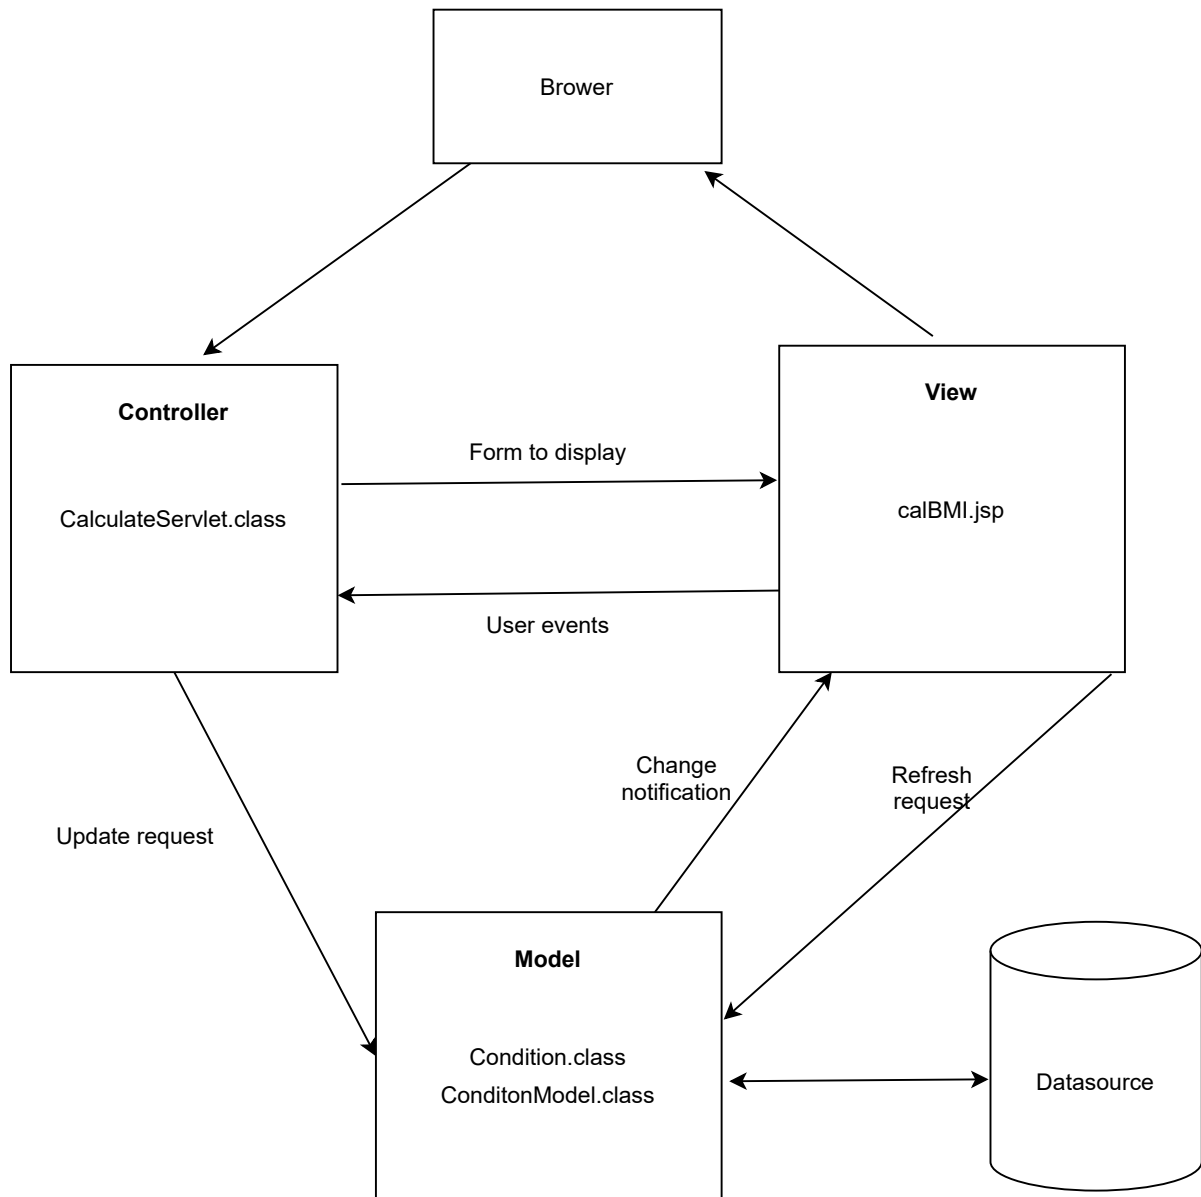 Brower
Controller
CalculateServlet.class
Form to display
User events
View
calBMI.jsp
Update request
Change
notification
Refresh
request
Model
Condition.class
ConditonModel.class
Datasource